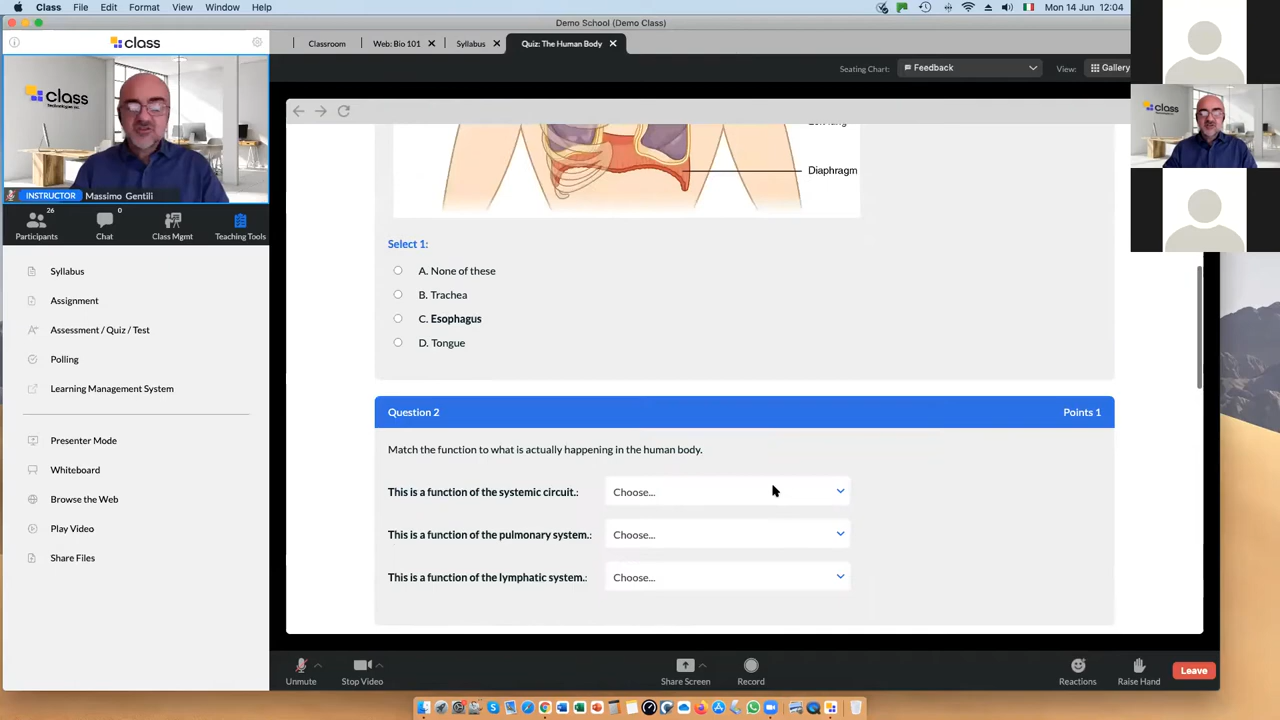 Class File Edit View Window Help Mon 14 Jun 12:04
Demo School (Demo Class)
class
Classroom Web: Bio 101 Syllabus Quiz: The Human Body
Seating Chart: Feedback View: Gallery
class
INSTRUCTOR Massimo Gentili
26 0
Participants Chat Class Mgmt Teaching Tools
Syllabus
Assignment
Assessment / Quiz / Test
Polling
Learning Management System
Presenter Mode
Whiteboard
Browse the Web
Play Video
Share Files
Diaphragm
Select 1:
A. None of these
B. Trachea
C. Esophagus
D. Tongue
Question 2 Points 1
Match the function to what is actually happening in the human body.
This is a function of the systemic circuit.: Choose...
This is a function of the pulmonary system.: Choose...
This is a function of the lymphatic system.: Choose...
Unmute Stop Video Share Screen Record Reactions Raise Hand Leave
class